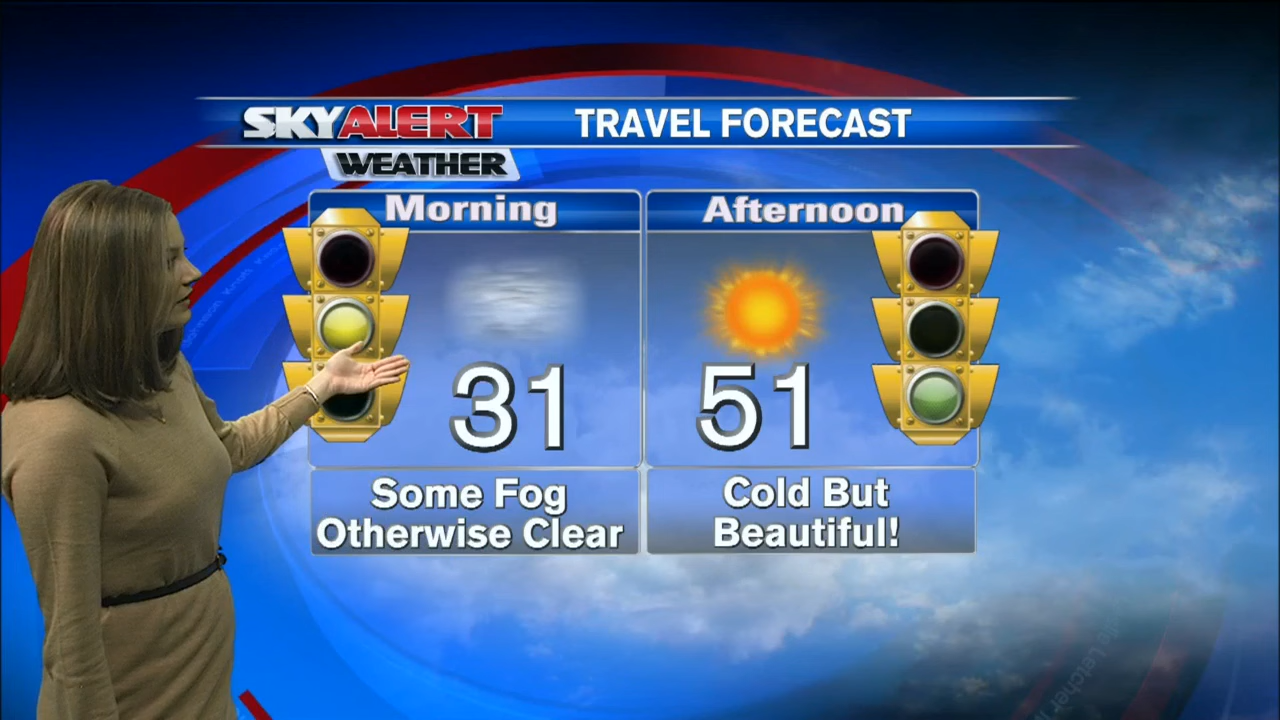 SKYALERT
WEATHER
TRAVEL FORECAST
Morning
31
Some Fog
Otherwise Clear
Afternoon
51
Cold But
Beautiful!